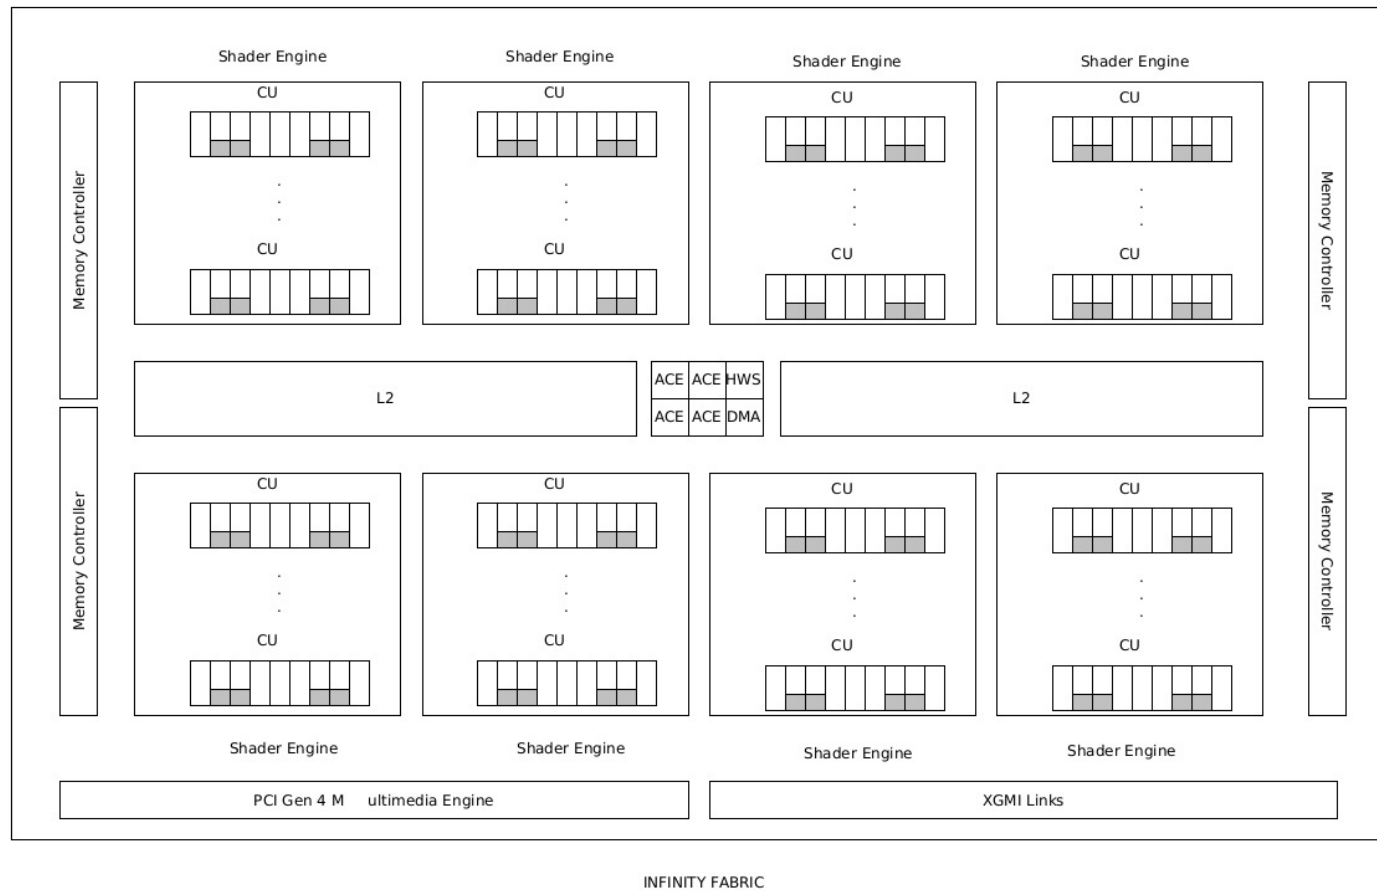 Shader Engine
Shader Engine
Shader Engine
Shader Engine
CU
CU
CU
CU
CU
CU
CU
CU
Memory Controller
Memory Controller
L2
ACE ACE HWS
ACE ACE DMA
L2
Memory Controller
Memory Controller
CU
CU
CU
CU
CU
CU
CU
CU
Shader Engine
Shader Engine
Shader Engine
Shader Engine
PCI Gen 4 M ultimedia Engine
XGMI Links
INFINITY FABRIC